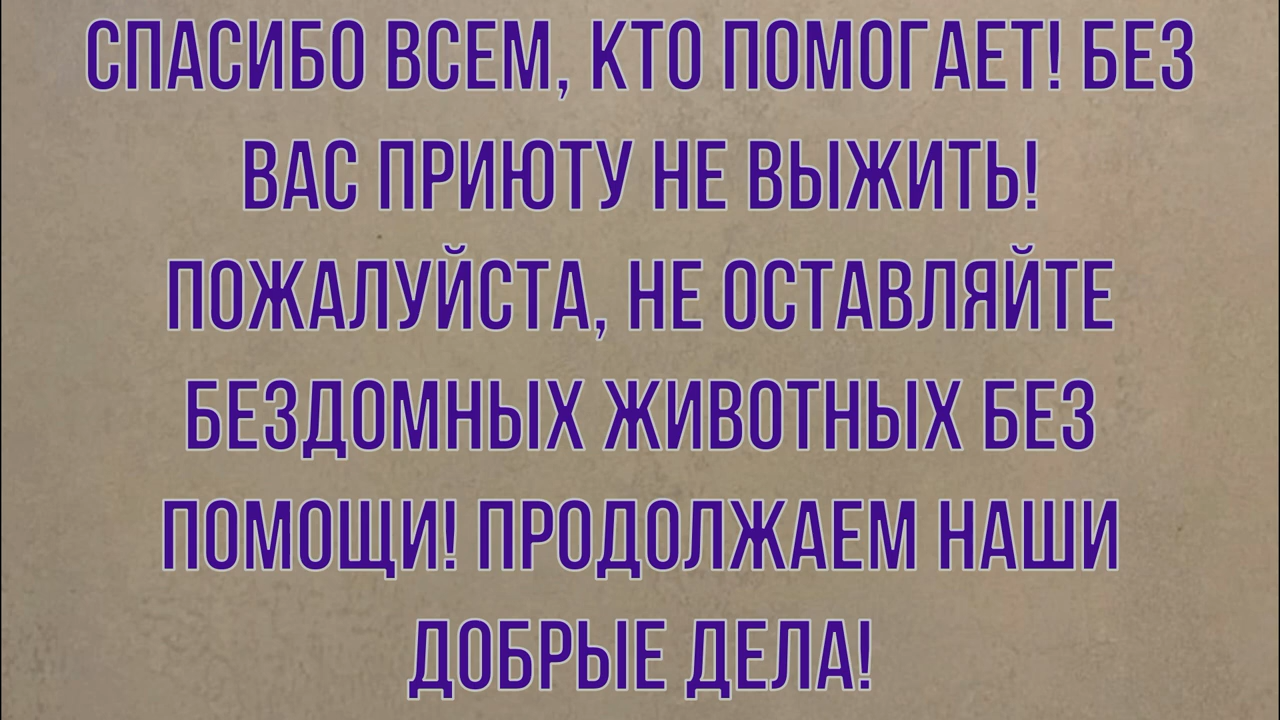 СПАСИБО ВСЕМ, КТО ПОМОГАЕТ! БЕЗ
ВАС ПРИЮТУ НЕ ВЫЖИТЬ!
ПОЖАЛУЙСТА, НЕ ОСТАВЛЯЙТЕ
БЕЗДОМНЫХ ЖИВОТНЫХ БЕЗ
ПОМОЩИ! ПРОДОЛЖАЕМ НАШИ
ДОБРЫЕ ДЕЛА!